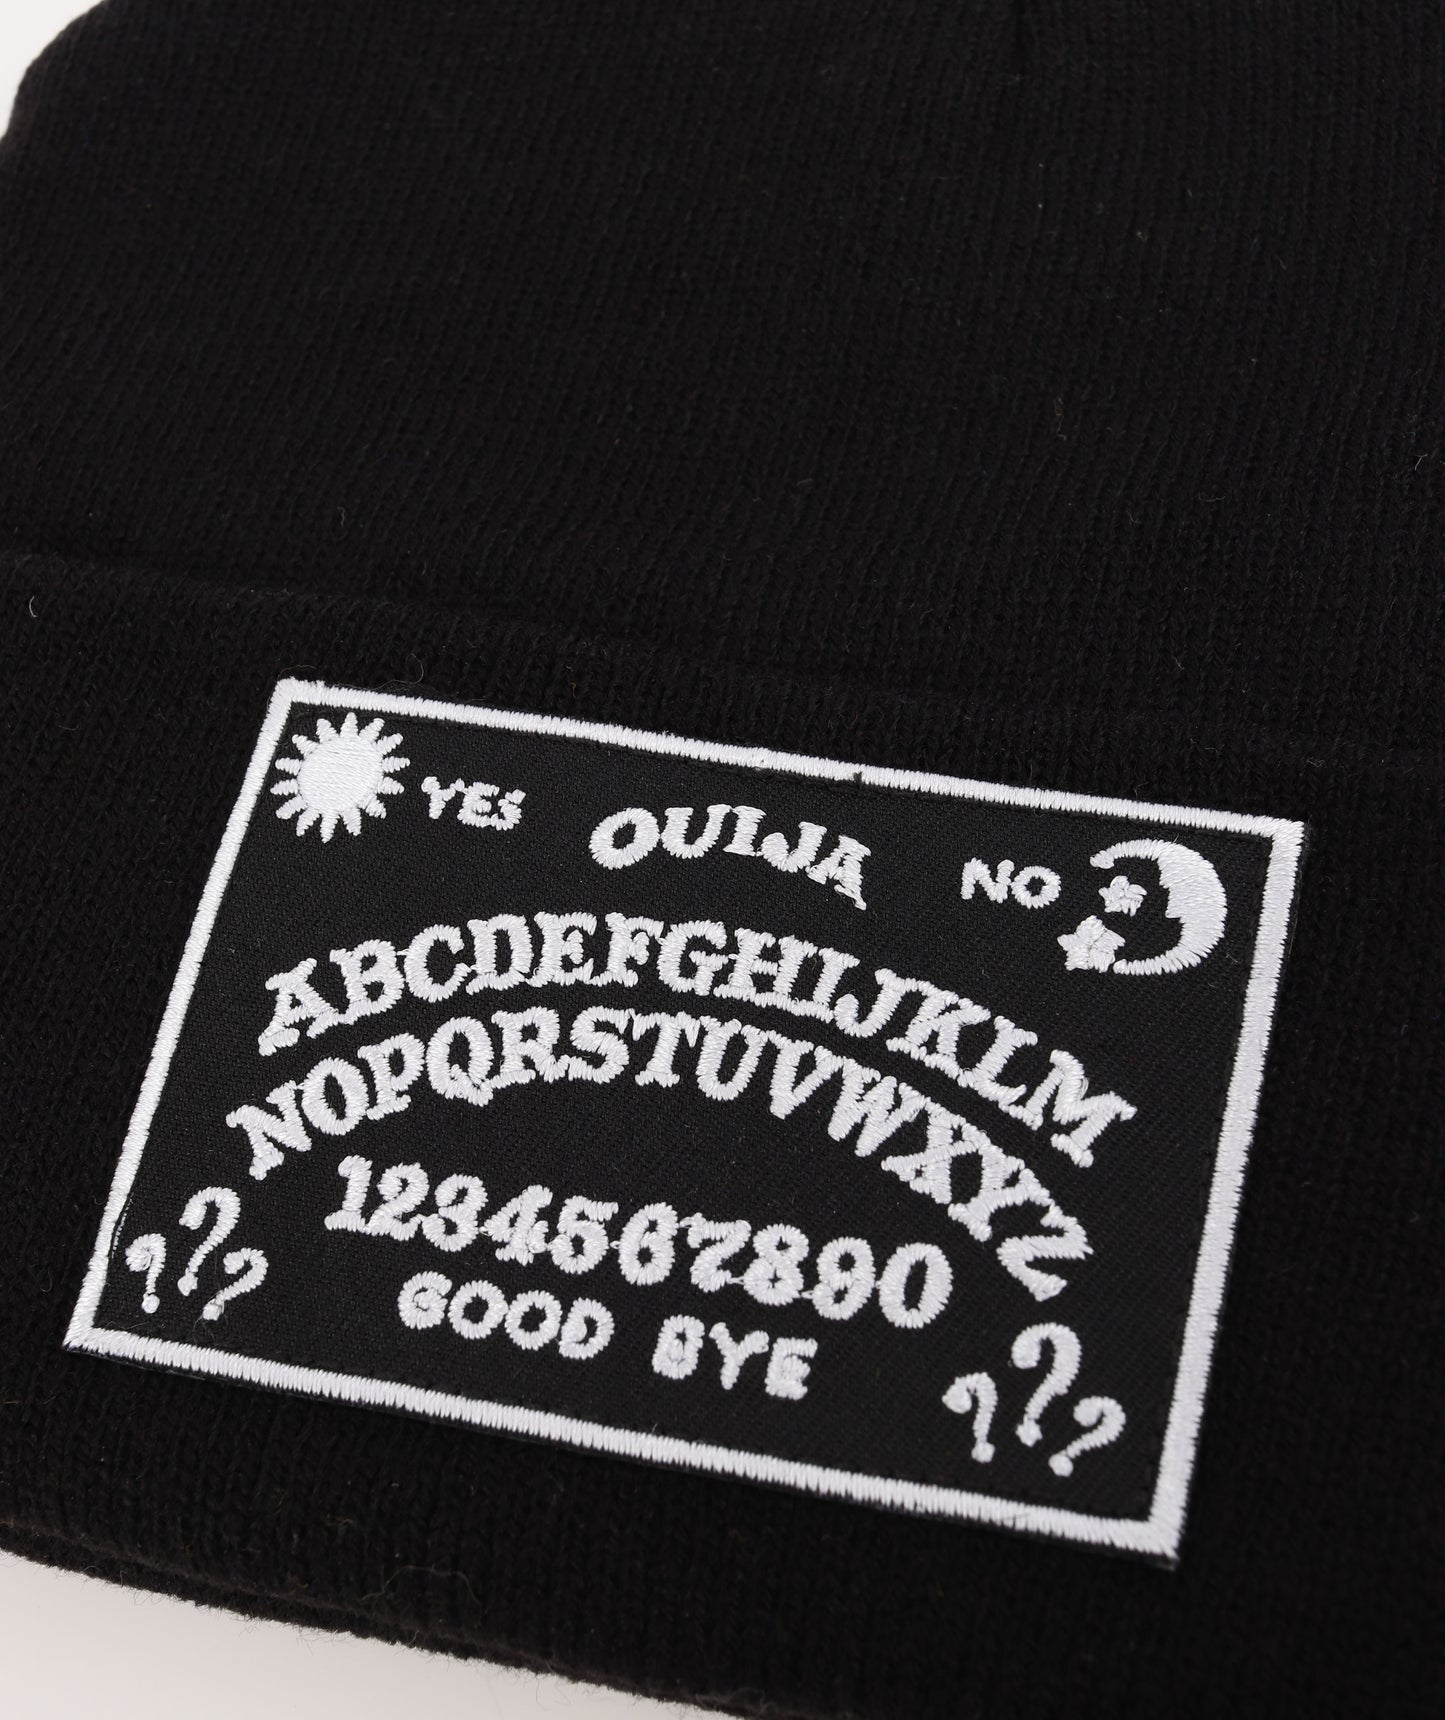 YES OUIJA NO
ABCDEFGHIJKLM
NOPQRSTUVWXYZ
1234567890
GOOD BYE
??? ???